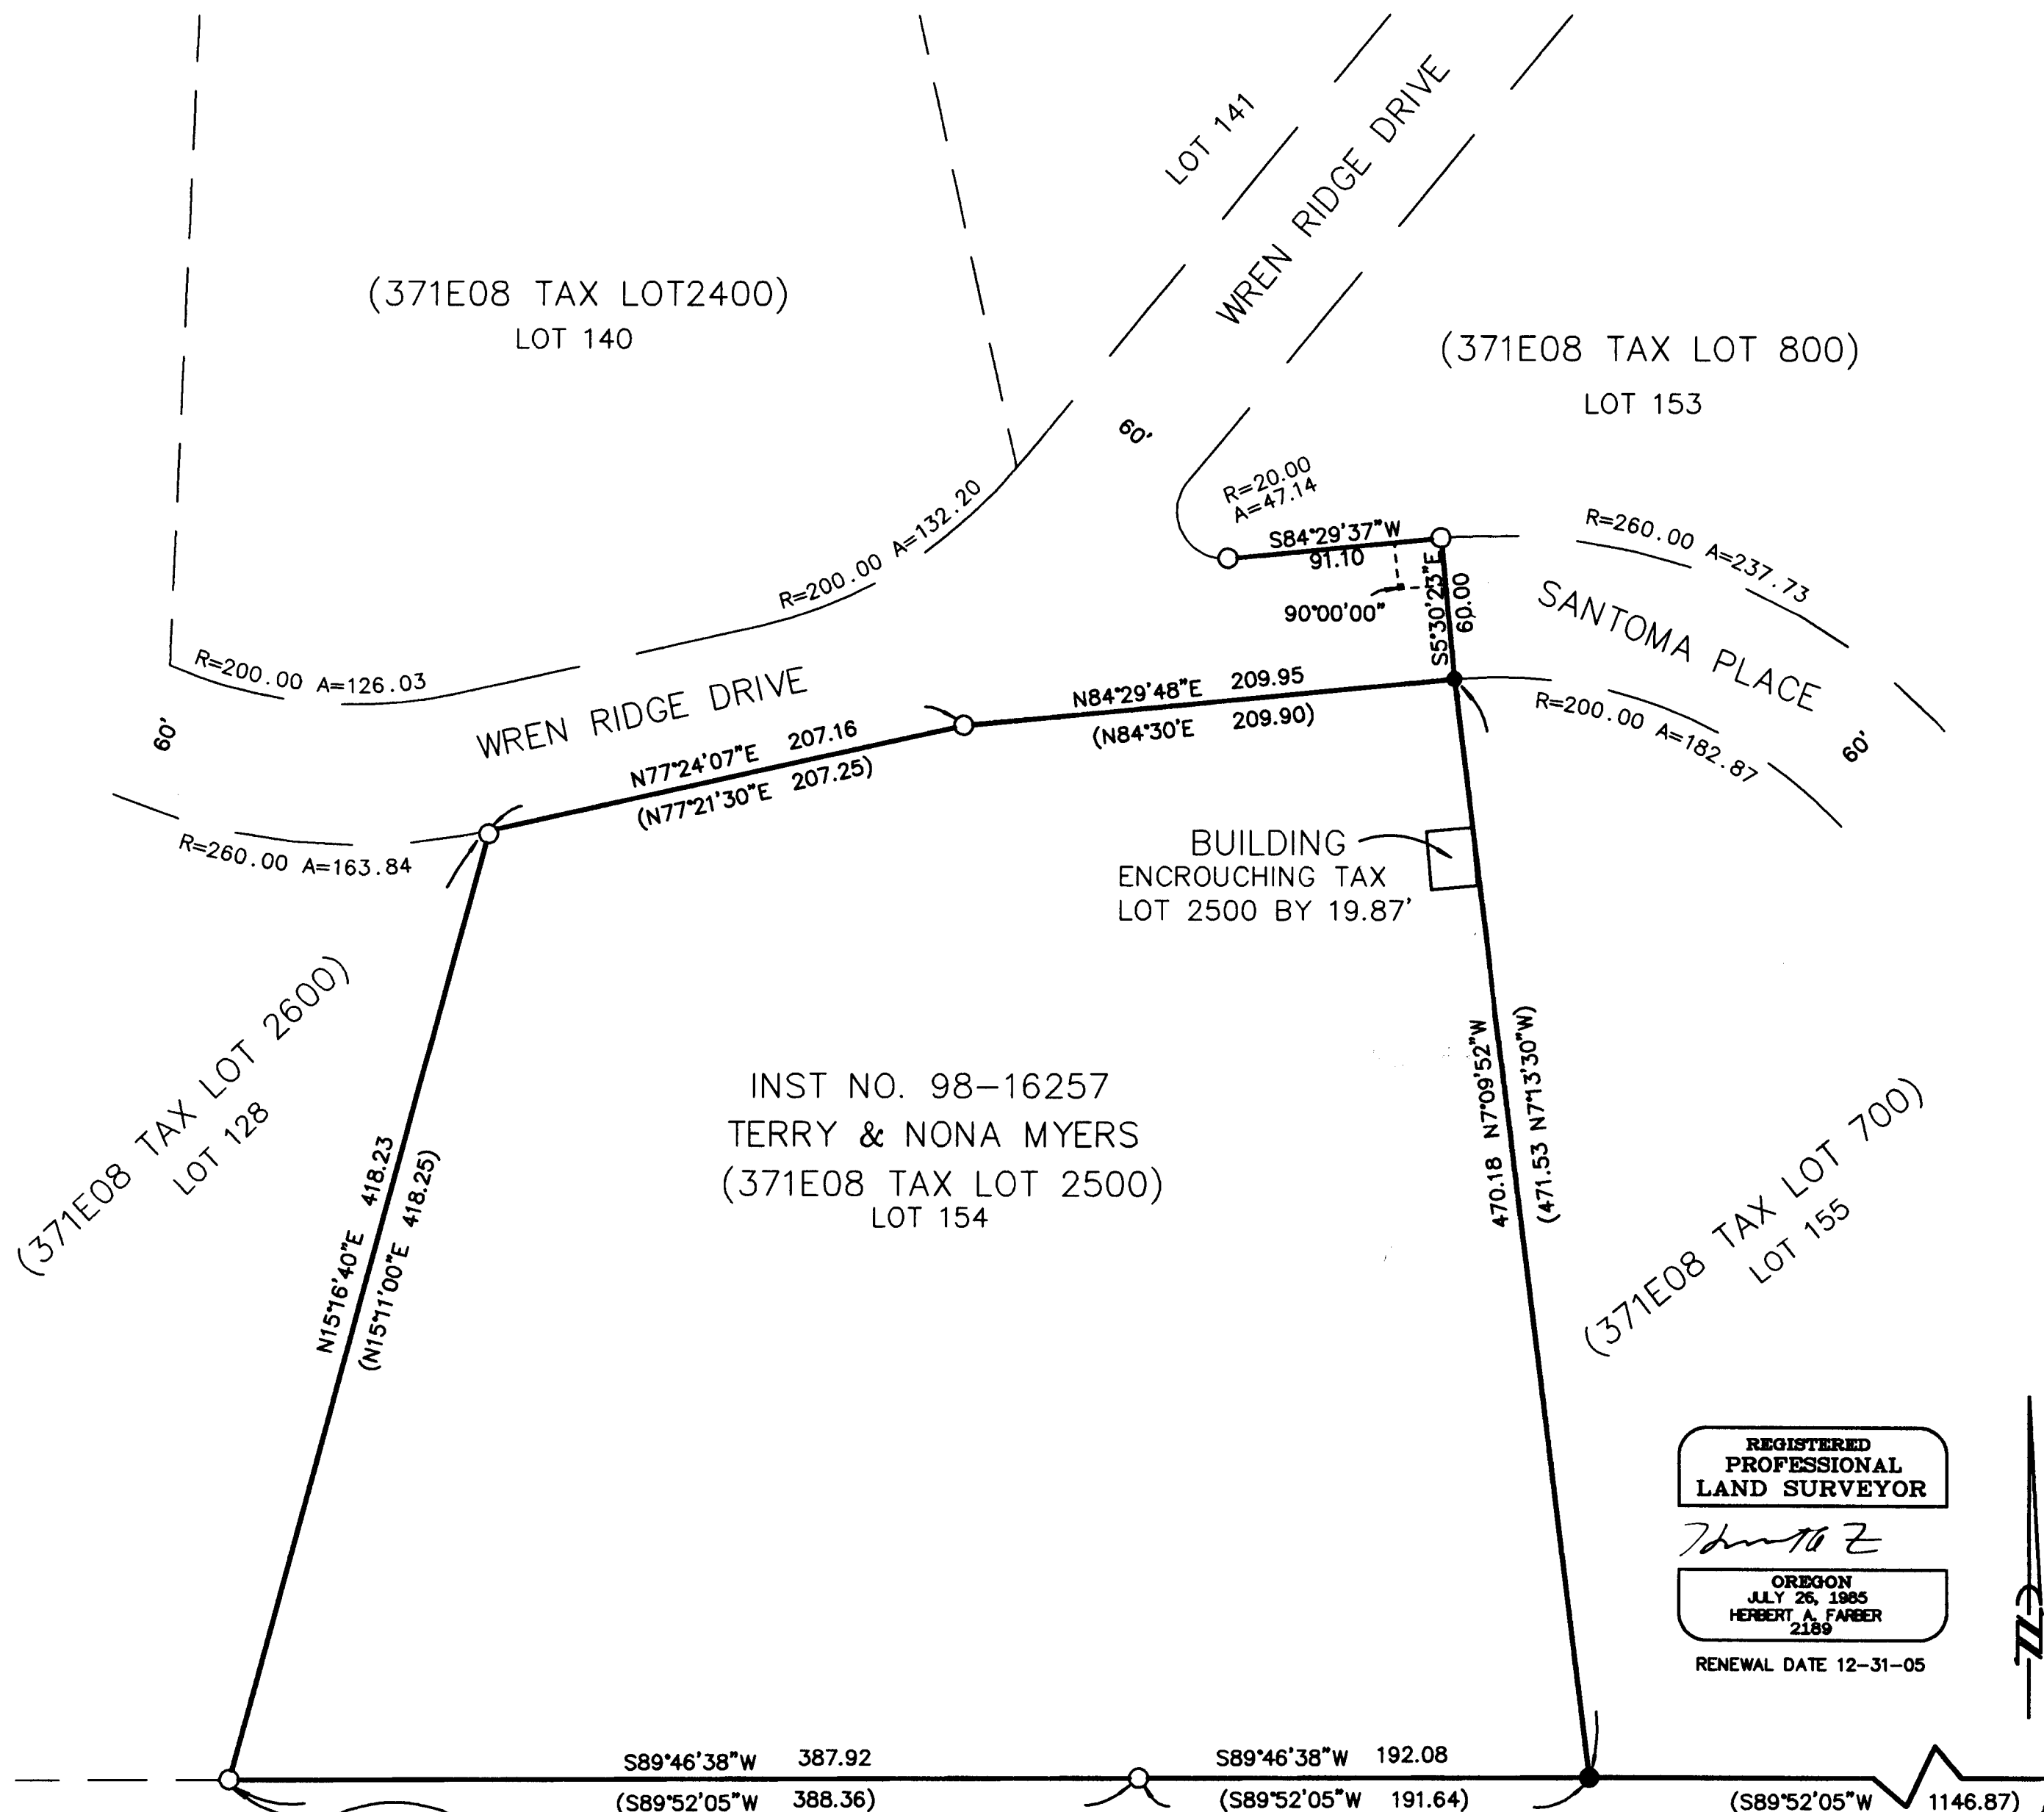 LOT 141
WREN RIDGE DRIVE
(371E08 TAX LOT2400)
LOT 140
(371E08 TAX LOT 800)
LOT 153
60'
R=20.00
A=47.14
R=200.00 A=132.20
S84°29'37"W
91.10
90°00'00"
S5°30'23"E
60.00
R=260.00 A=237.73
SANTOMA PLACE
R=200.00 A=182.87
60'
R=200.00 A=126.03
60'
WREN RIDGE DRIVE
R=260.00 A=163.84
N77°24'07"E 207.16
(N77°21'30"E 207.25)
N84°29'48"E 209.95
(N84°30'E 209.90)
BUILDING
ENCROUCHING TAX
LOT 2500 BY 19.87'
(371E08 TAX LOT 2600)
LOT 128
N15°16'40"E 418.23
(N15°11'00"E 418.25)
INST NO. 98-16257
TERRY & NONA MYERS
(371E08 TAX LOT 2500)
LOT 154
470.18 N7°09'52"W
(471.53 N7°13'30"W)
(371E08 TAX LOT 700)
LOT 155
REGISTERED
PROFESSIONAL
LAND SURVEYOR
OREGON
JULY 26, 1985
HERBERT A. FARBER
2189
RENEWAL DATE 12-31-05
N
S89°46'38"W 387.92
(S89°52'05"W 388.36)
S89°46'38"W 192.08
(S89°52'05"W 191.64)
(S89°52'05"W 1146.87)